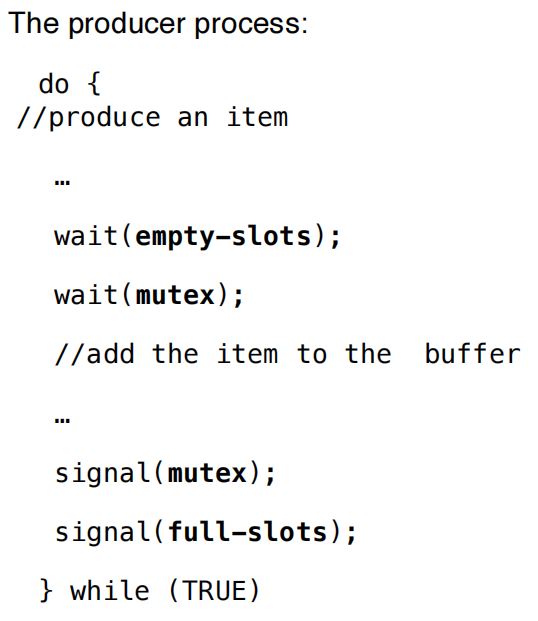 The producer process:
do {
//produce an item
…
wait(empty–slots);
wait(mutex);
//add the item to the  buffer
…
signal(mutex);
signal(full–slots);
} while (TRUE)